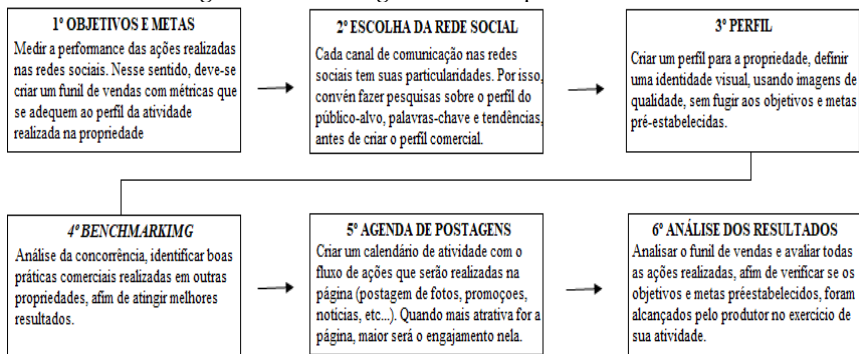 1º OBJETIVOS E METAS
Medir a performance das ações realizadas
nas redes sociais. Nesse sentido, deve-se
criar um funil de vendas com métricas que
se adequem ao perfil da atividade
realizada na propriedade
2º ESCOLHA DA REDE SOCIAL
Cada canal de comunicação nas redes
sociais tem suas particularidades. Por isso,
convén fazer pesquisas sobre o perfil do
público-alvo, palavras-chave e tendências,
antes de criar o perfil comercial.
3º PERFIL
Criar um perfil para a propriedade, definir
uma identidade visual, usando imagens de
qualidade, sem fugir aos objetivos e metas
pré-estabelecidas.
4º BENCHMARKIMG
Análise da concorrência, identificar boas
práticas comerciais realizadas em outras
propriedades, afim de atingir melhores
resultados.
5º AGENDA DE POSTAGENS
Criar um calendário de atividade com o
fluxo de ações que serão realizadas na
página (postagem de fotos, promoçoes,
noticias, etc...). Quando mais atrativa for a
página, maior será o engajamento nela.
6º ANÁLISE DOS RESULTADOS
Analisar o funil de vendas e avaliar todas
as ações realizadas, afim de verificar se os
objetivos e metas préestabelecidos, foram
alcançados pelo produtor no exercicio de
sua atividade.